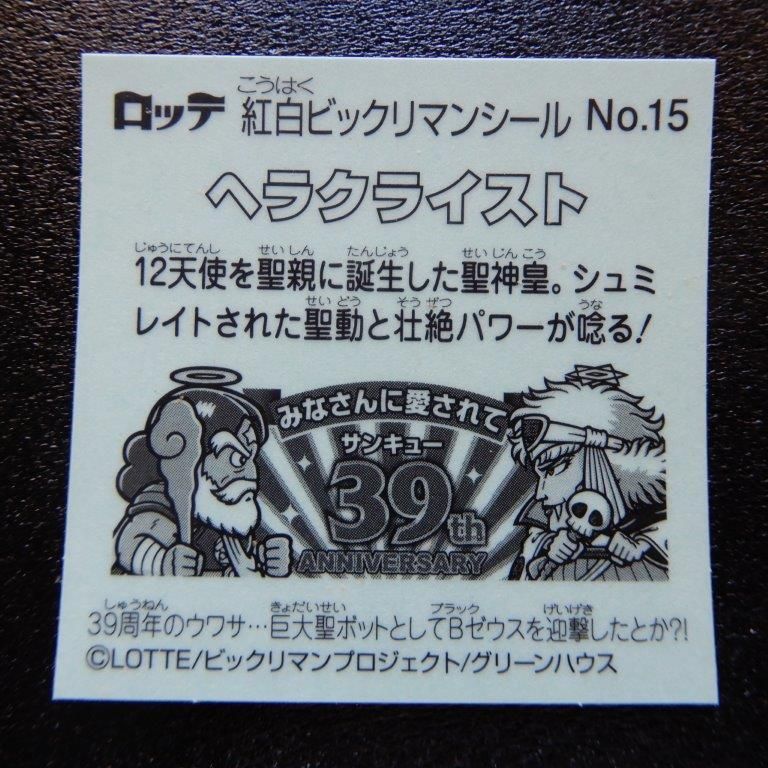 ロッテ 紅白ビックリマンシール No.15
こうはく
ヘラクライスト
じゅうにてんし せいしん たんじょう せいじんこう
12天使を聖親に誕生した聖神皇。シュミ
せいどう そうぜつ うな
レイトされた聖動と壮絶パワーが唸る!
みなさんに愛されて
サンキュー
39th
ANNIVERSARY
しゅうねん きょだいせい ブラック げいげき
39周年のウワサ…巨大聖ボットとしてBゼウスを迎撃したとか?!
©LOTTE/ビックリマンプロジェクト/グリーンハウス